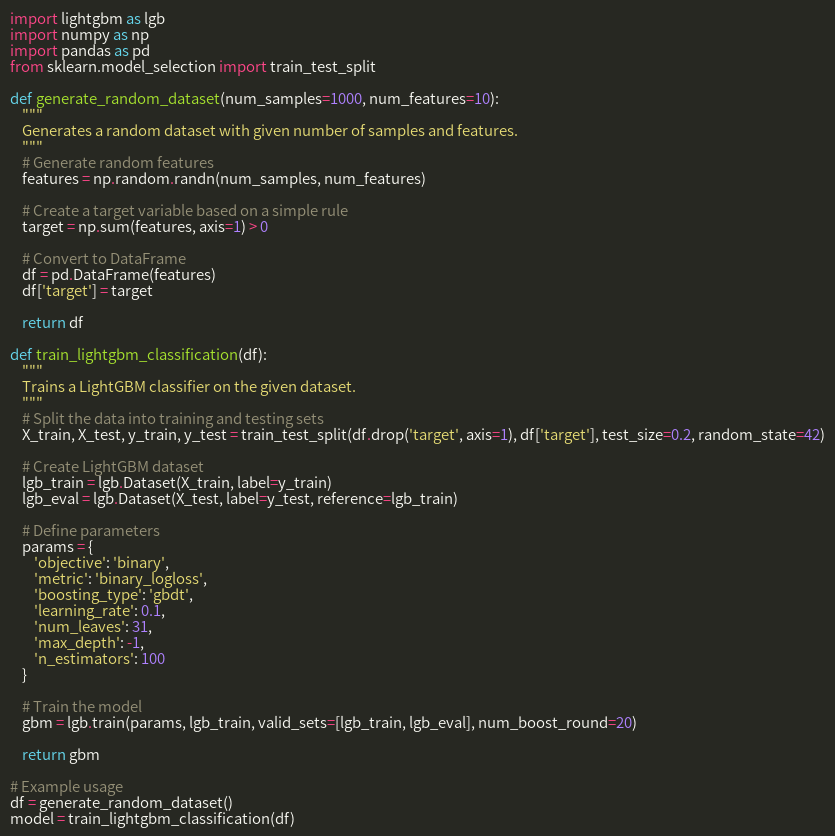 import lightgbm as lgb
import numpy as np
import pandas as pd
from sklearn.model_selection import train_test_split

def generate_random_dataset(num_samples=1000, num_features=10):
    """
    Generates a random dataset with given number of samples and features.
    """
    # Generate random features
    features = np.random.randn(num_samples, num_features)

    # Create a target variable based on a simple rule
    target = np.sum(features, axis=1) > 0

    # Convert to DataFrame
    df = pd.DataFrame(features)
    df['target'] = target

    return df

def train_lightgbm_classification(df):
    """
    Trains a LightGBM classifier on the given dataset.
    """
    # Split the data into training and testing sets
    X_train, X_test, y_train, y_test = train_test_split(df.drop('target', axis=1), df['target'], test_size=0.2, random_state=42)

    # Create LightGBM dataset
    lgb_train = lgb.Dataset(X_train, label=y_train)
    lgb_eval = lgb.Dataset(X_test, label=y_test, reference=lgb_train)

    # Define parameters
    params = {
        'objective': 'binary',
        'metric': 'binary_logloss',
        'boosting_type': 'gbdt',
        'learning_rate': 0.1,
        'num_leaves': 31,
        'max_depth': -1,
        'n_estimators': 100
    }

    # Train the model
    gbm = lgb.train(params, lgb_train, valid_sets=[lgb_train, lgb_eval], num_boost_round=20)

    return gbm

# Example usage
df = generate_random_dataset()
model = train_lightgbm_classification(df)